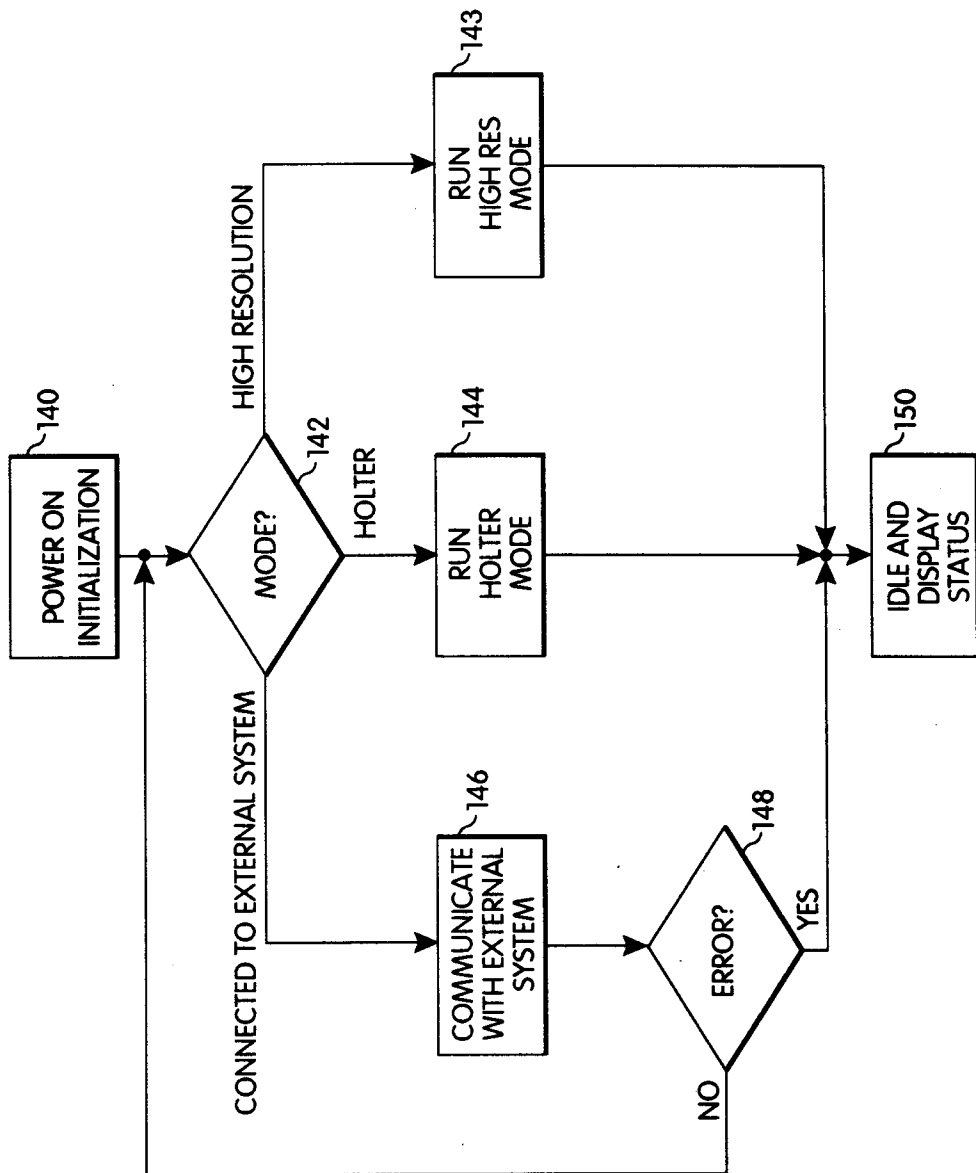 POWER ON
INITIALIZATION
140
MODE?
142
CONNECTED TO EXTERNAL SYSTEM
HOLTER
HIGH RESOLUTION
COMMUNICATE
WITH EXTERNAL
SYSTEM
146
RUN
HOLTER
MODE
144
RUN
HIGH RES
MODE
143
ERROR?
148
NO
YES
IDLE AND
DISPLAY
STATUS
150